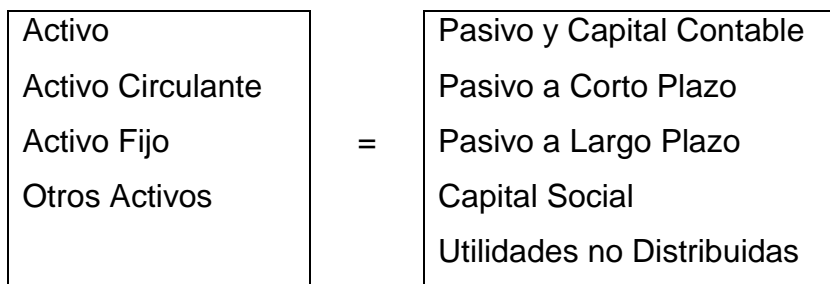 Activo
Activo Circulante
Activo Fijo
Otros Activos
=
Pasivo y Capital Contable
Pasivo a Corto Plazo
Pasivo a Largo Plazo
Capital Social
Utilidades no Distribuidas